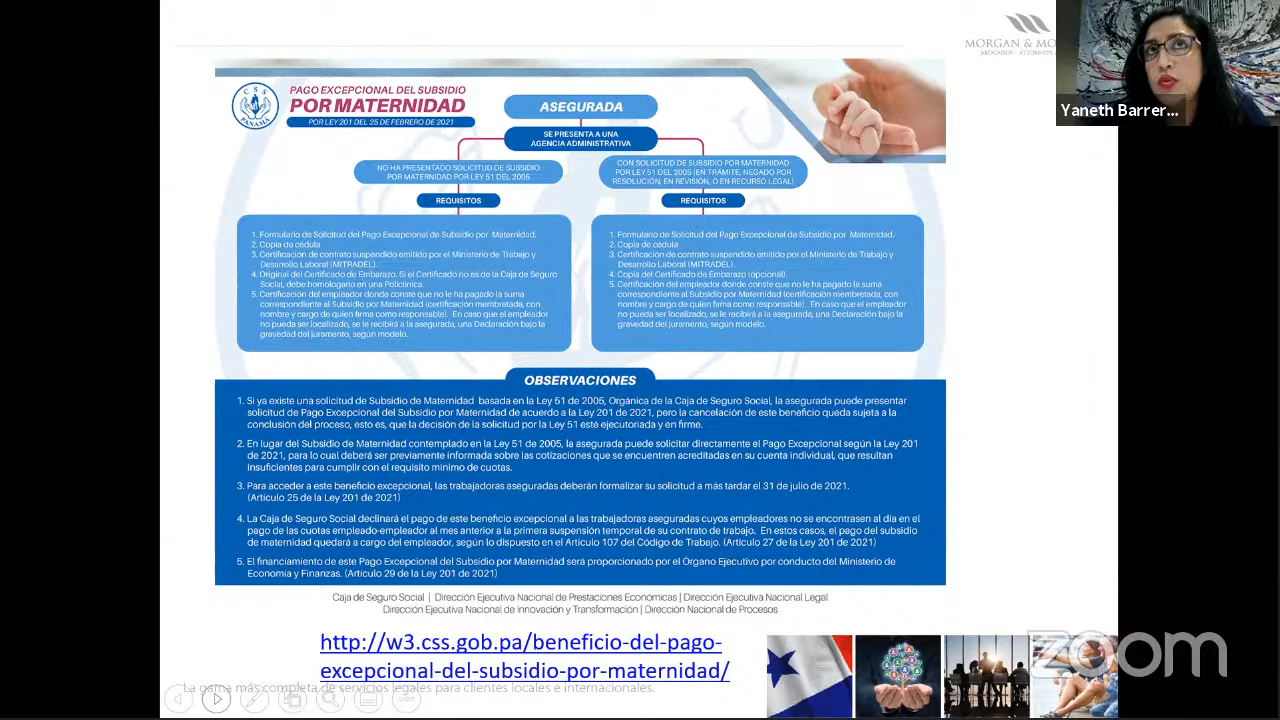 MORGAN & MO
ABOGADOS - ATTORNEYS A
Yaneth Barrer...
CSS
PANAMÁ
PAGO EXCEPCIONAL DEL SUBSIDIO
POR MATERNIDAD
POR LEY 201 DEL 25 DE FEBRERO DE 2021
ASEGURADA
SE PRESENTA A UNA
AGENCIA ADMINISTRATIVA
NO HA PRESENTADO SOLICITUD DE SUBSIDIO
POR MATERNIDAD POR LEY 51 DEL 2005
REQUISITOS
1. Formulario de Solicitud del Pago Excepcional de Subsidio por Maternidad.
2. Copia de cédula
3. Certificación de contrato suspendido emitido por el Ministerio de Trabajo y
Desarrollo Laboral (MITRADEL).
4. Original del Certificado de Embarazo. Si el Certificado no es de la Caja de Seguro
Social, debe homologarlo en una Policlínica.
5. Certificación del empleador donde conste que no le ha pagado la suma
correspondiente al Subsidio por Maternidad (certificación membretada, con
nombre y cargo de quien firma como responsable). En caso que el empleador
no pueda ser localizado, se le recibirá a la asegurada, una Declaración bajo la
gravedad del juramento, según modelo.
CON SOLICITUD DE SUBSIDIO POR MATERNIDAD
POR LEY 51 DEL 2005 (EN TRÁMITE, NEGADO POR
RESOLUCIÓN, EN REVISIÓN, O EN RECURSO LEGAL)
REQUISITOS
1. Formulario de Solicitud del Pago Excepcional de Subsidio por Maternidad.
2. Copia de cédula
3. Certificación de contrato suspendido emitido por el Ministerio de Trabajo y
Desarrollo Laboral (MITRADEL).
4. Copia del Certificado de Embarazo (opcional).
5. Certificación del empleador donde conste que no le ha pagado la suma
correspondiente al Subsidio por Maternidad (certificación membretada, con
nombre y cargo de quien firma como responsable). En caso que el empleador
no pueda ser localizado, se le recibirá a la asegurada, una Declaración bajo la
gravedad del juramento, según modelo.
OBSERVACIONES
1. Si ya existe una solicitud de Subsidio de Maternidad basada en la Ley 51 de 2005, Orgánica de la Caja de Seguro Social, la asegurada puede presentar
solicitud de Pago Excepcional del Subsidio por Maternidad de acuerdo a la Ley 201 de 2021, pero la cancelación de este beneficio queda sujeta a la
conclusión del proceso, esto es, que la decisión de la solicitud por la Ley 51 esté ejecutoriada y en firme.
2. En lugar del Subsidio de Maternidad contemplado en la Ley 51 de 2005, la asegurada puede solicitar directamente el Pago Excepcional según la Ley 201
de 2021, para lo cual deberá ser previamente informada sobre las cotizaciones que se encuentren acreditadas en su cuenta individual, que resultan
insuficientes para cumplir con el requisito mínimo de cuotas.
3. Para acceder a este beneficio excepcional, las trabajadoras aseguradas deberán formalizar su solicitud a más tardar el 31 de julio de 2021.
(Artículo 25 de la Ley 201 de 2021)
4. La Caja de Seguro Social declinará el pago de este beneficio excepcional a las trabajadoras aseguradas cuyos empleadores no se encontrasen al día en el
pago de las cuotas empleado-empleador al mes anterior a la primera suspensión temporal de su contrato de trabajo. En estos casos, el pago del subsidio
de maternidad quedará a cargo del empleador, según lo dispuesto en el Artículo 107 del Código de Trabajo. (Artículo 27 de la Ley 201 de 2021)
5. El financiamiento de este Pago Excepcional del Subsidio por Maternidad será proporcionado por el Órgano Ejecutivo por conducto del Ministerio de
Economía y Finanzas. (Artículo 29 de la Ley 201 de 2021)
Caja de Seguro Social | Dirección Ejecutiva Nacional de Prestaciones Económicas | Dirección Ejecutiva Nacional Legal
Dirección Ejecutiva Nacional de Innovación y Transformación | Dirección Nacional de Procesos
http://w3.css.gob.pa/beneficio-del-pago-
excepcional-del-subsidio-por-maternidad/
La gama más completa de servicios legales para clientes locales e internacionales.
zoom